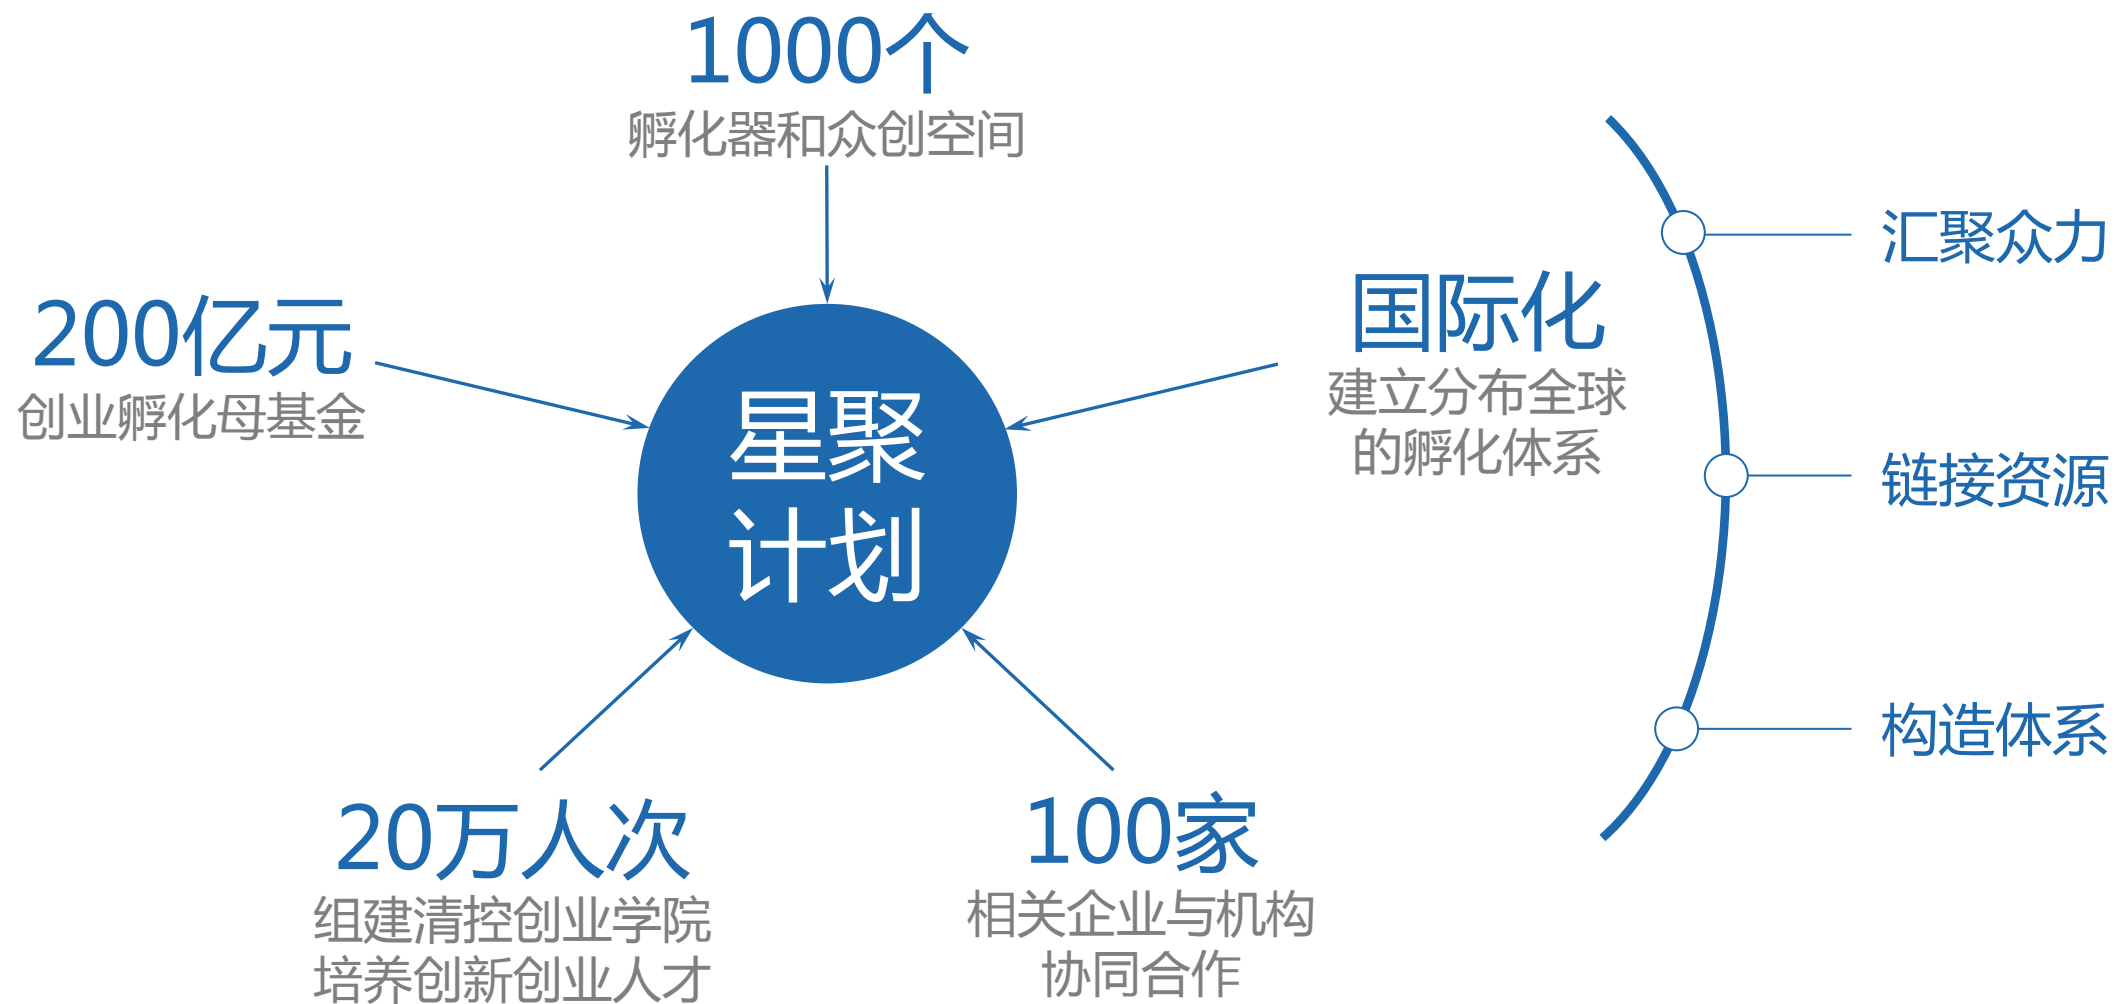 1000个
孵化器和众创空间
200亿元
创业孵化母基金
星聚
计划
国际化
建立分布全球
的孵化体系
20万人次
组建清控创业学院
培养创新创业人才
100家
相关企业与机构
协同合作
汇聚众力
链接资源
构造体系